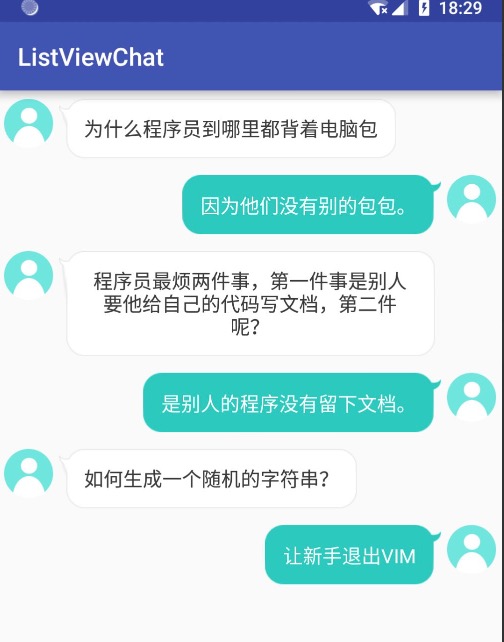 18:29
ListViewChat
为什么程序员到哪里都背着电脑包
因为他们没有别的包包。
程序员最烦两件事，第一件事是别人
要他给自己的代码写文档，第二件
呢？
是别人的程序没有留下文档。
如何生成一个随机的字符串？
让新手退出VIM